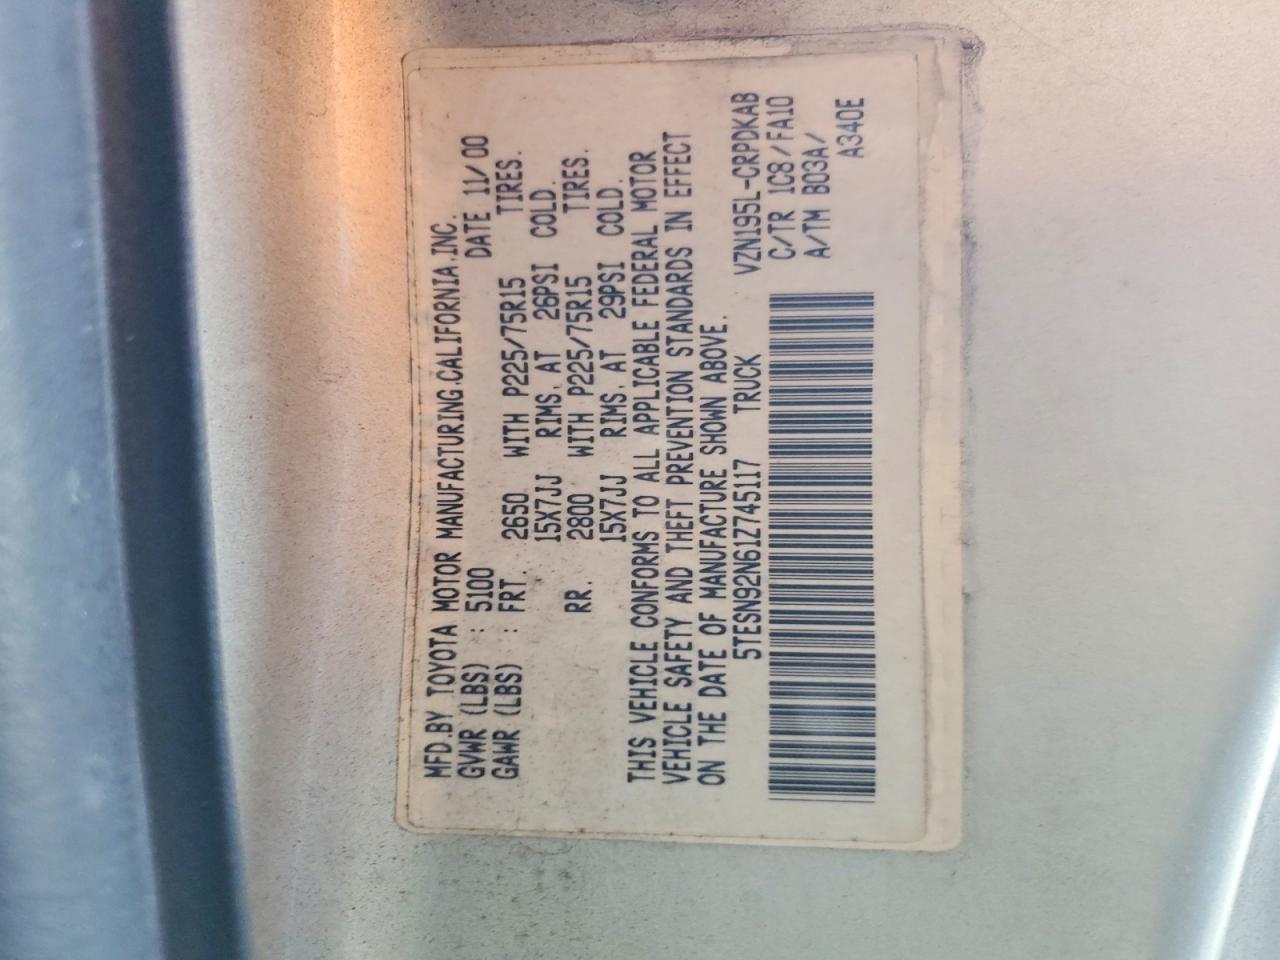 MFD.BY TOYOTA MOTOR MANUFACTURING.CALIFORNIA.INC.
GVWR (LBS) : 5100 DATE 11/00
GAWR (LBS) : FRT. 2650 WITH P225/75R15 TIRES.
15X7JJ RIMS. AT 26PSI COLD.
RR. 2800 WITH P225/75R15 TIRES.
15X7JJ RIMS. AT 29PSI COLD.
THIS VEHICLE CONFORMS TO ALL APPLICABLE FEDERAL MOTOR
VEHICLE SAFETY AND THEFT PREVENTION STANDARDS IN EFFECT
ON THE DATE OF MANUFACTURE SHOWN ABOVE.
5TESN92N61Z745117 TRUCK VZN195L-CRPDKAB
C/TR 1C8/FA10
A/TM B03A/
A340E